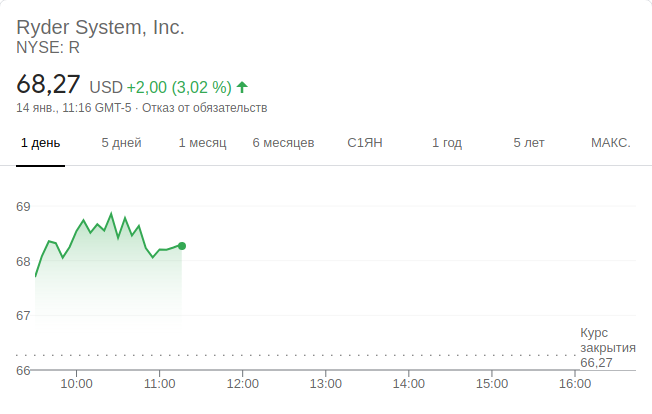 Ryder System, Inc.
NYSE: R
68,27 USD +2,00 (3,02 %)
14 янв., 11:16 GMT-5 · Отказ от обязательств
1 день 5 дней 1 месяц 6 месяцев С1ЯН 1 год 5 лет МАКС.
69
68
67
Курс
закрытия
66,27
66
10:00 11:00 12:00 13:00 14:00 15:00 16:00